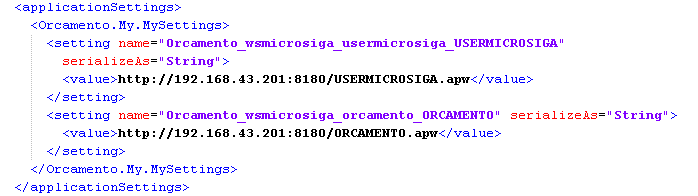 <applicationSettings>
<Orcamento.My.MySettings>
<setting name="Orcamento_wsmicrosiga_usermicrosiga_USERMICROSIGA"
serializeAs="String">
<value>http://192.168.43.201:8180/USERMICROSIGA.apw</value>
</setting>
<setting name="Orcamento_wsmicrosiga_orcamento_ORCAMENTO" serializeAs="String">
<value>http://192.168.43.201:8180/ORCAMENTO.apw</value>
</setting>
</Orcamento.My.MySettings>
</applicationSettings>